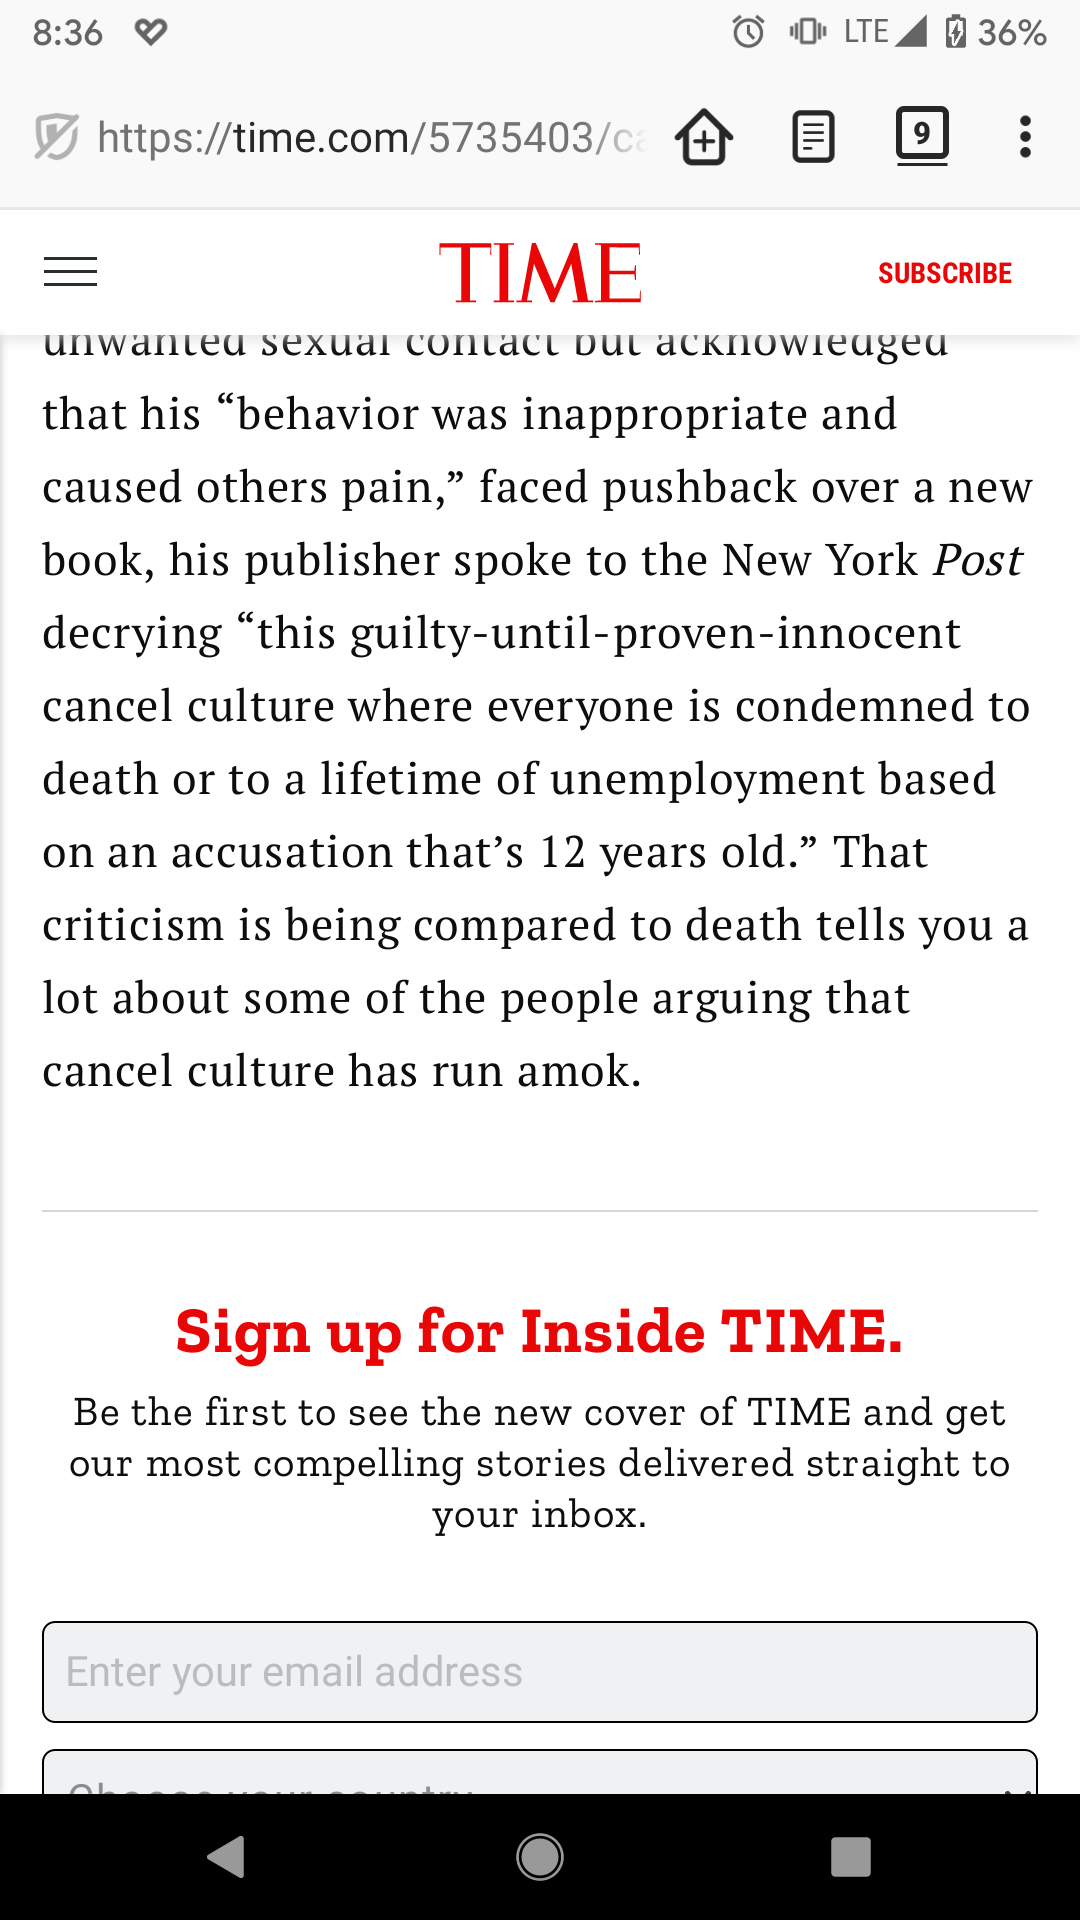 8:36 LTE 36%
https://time.com/5735403/ca 9
TIME SUBSCRIBE
unwanted sexual contact but acknowledged
that his “behavior was inappropriate and
caused others pain,” faced pushback over a new
book, his publisher spoke to the New York Post
decrying “this guilty-until-proven-innocent
cancel culture where everyone is condemned to
death or to a lifetime of unemployment based
on an accusation that’s 12 years old.” That
criticism is being compared to death tells you a
lot about some of the people arguing that
cancel culture has run amok.
Sign up for Inside TIME.
Be the first to see the new cover of TIME and get
our most compelling stories delivered straight to
your inbox.
Enter your email address
Choose your country